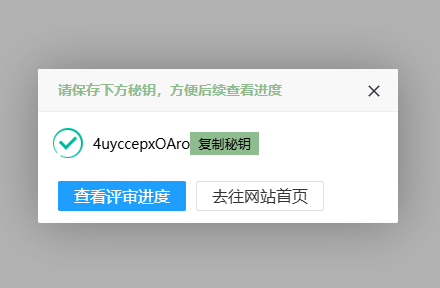 请保存下方秘钥，方便后续查看进度
4uyccepxOAro 复制秘钥
查看评审进度 去往网站首页